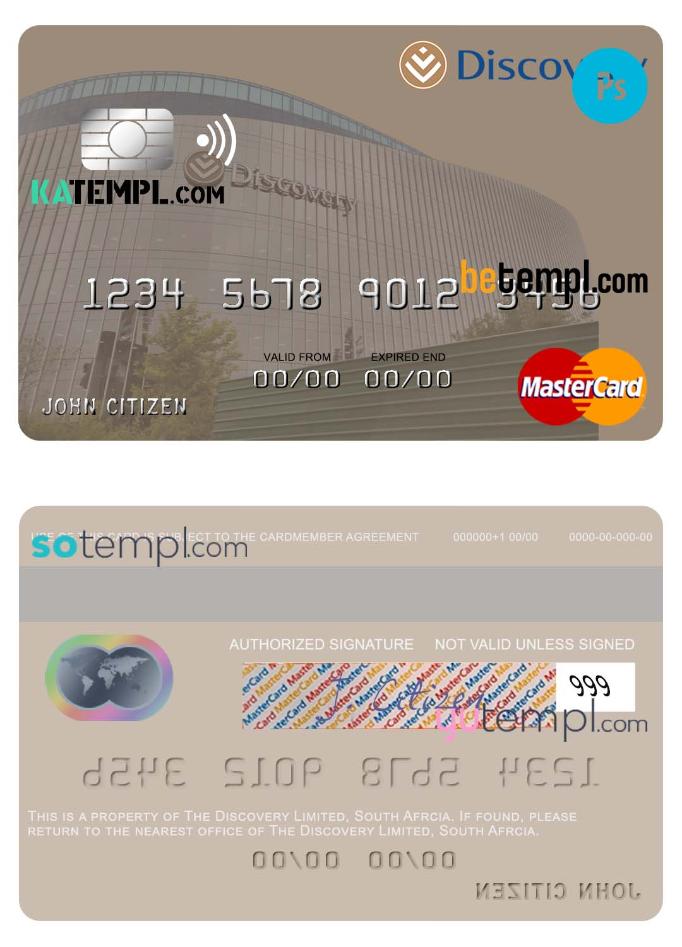 Discovery
Ps
Discovery
KATEMPL.COM
betempl.com
1234 5678 9012 3456
VALID FROM EXPIRED END
00/00 00/00
JOHN CITIZEN
MasterCard
USE OF THIS CARD IS SUBJECT TO THE CARDMEMBER AGREEMENT 000000+1 00/00 0000-00-000-00
sotempl.com
AUTHORIZED SIGNATURE NOT VALID UNLESS SIGNED
MasterCard MasterCard MasterCard
J. Citizen
999
gotempl.com
1234 5678 9012 3456
THIS IS A PROPERTY OF THE DISCOVERY LIMITED, SOUTH AFRCIA. IF FOUND, PLEASE
RETURN TO THE NEAREST OFFICE OF THE DISCOVERY LIMITED, SOUTH AFRCIA.
00/00 00/00
JOHN CITIZEN